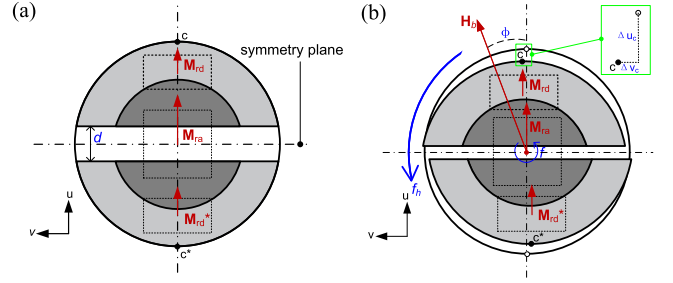 (a)
c
M_rd
symmetry plane
d
M_ra
M_rd*
u
v
c*
(b)
H_b
ϕ
c
Δ u_c
c Δ v_c
M_rd
M_ra
f
f_h
M_rd*
u
v
c*